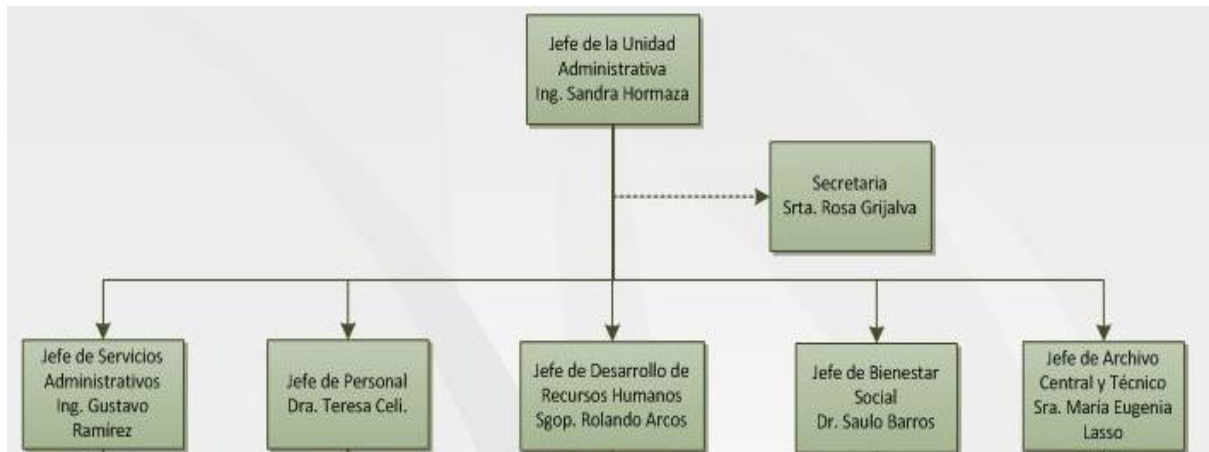 Jefe de la Unidad
Administrativa
Ing. Sandra Hormaza
Secretaria
Srta. Rosa Grijalva
Jefe de Servicios
Administrativos
Ing. Gustavo
Ramírez
Jefe de Personal
Dra. Teresa Celi.
Jefe de Desarrollo de
Recursos Humanos
Sgop. Rolando Arcos
Jefe de Bienestar
Social
Dr. Saulo Barros
Jefe de Archivo
Central y Técnico
Sra. María Eugenia
Lasso